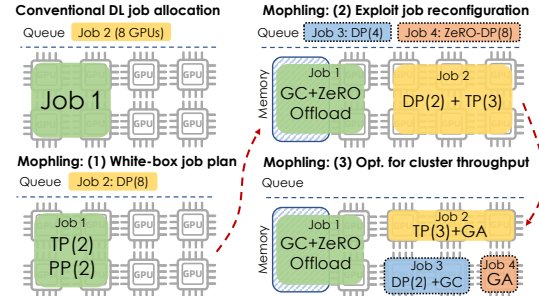 Conventional DL job allocation
Queue Job 2 (8 GPUs)
GPU GPU
Job 1
GPU GPU
Mophling: (1) White-box job plan
Queue Job 2: DP(8)
GPU GPU
Job 1
TP(2)
PP(2)
GPU GPU
Mophling: (2) Exploit job reconfiguration
Queue Job 3: DP(4) Job 4: ZeRO-DP(8)
Memory
Job 1
GC+ZeRO
Offload
Job 2
DP(2) + TP(3)
Mophling: (3) Opt. for cluster throughput
Queue
Memory
Job 1
GC+ZeRO
Offload
Job 2
TP(3)+GA
Job 3
DP(2) +GC
Job 4
GA